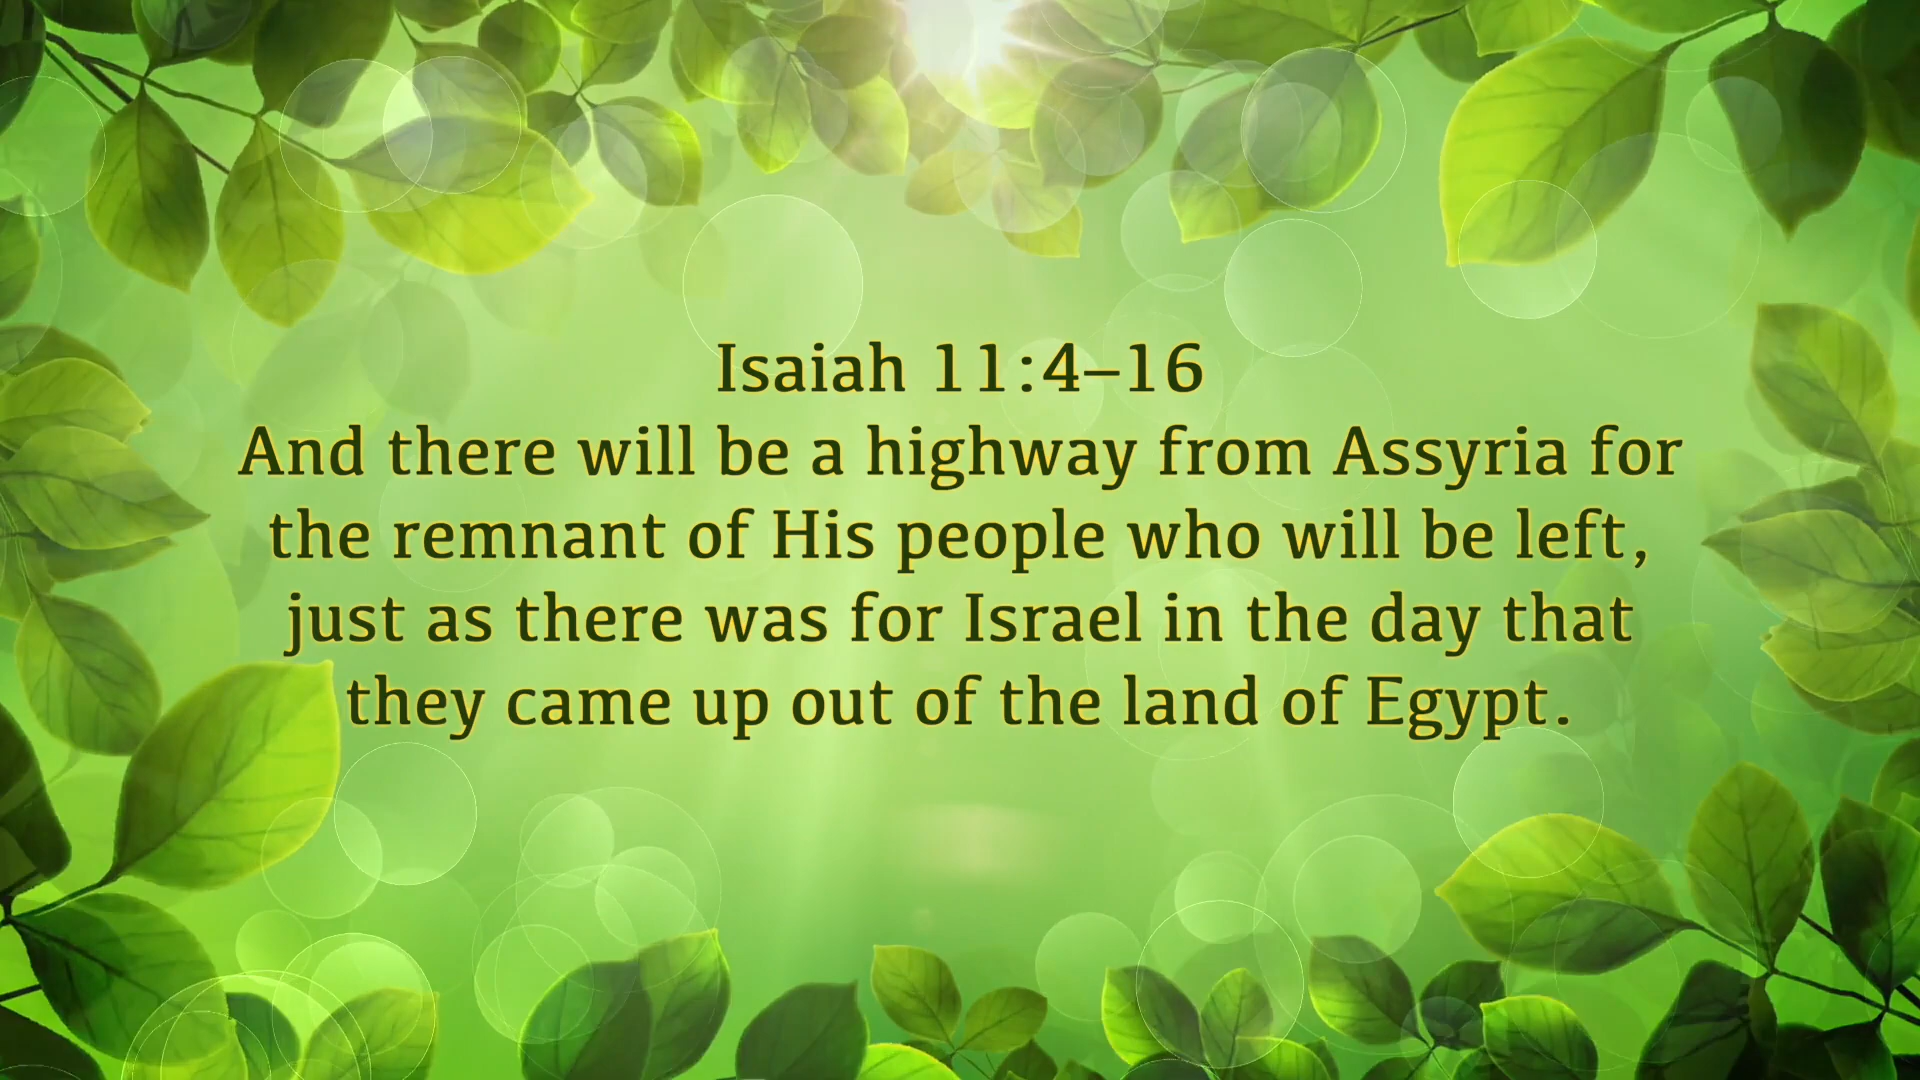 Isaiah 11:4–16
And there will be a highway from Assyria for
the remnant of His people who will be left,
just as there was for Israel in the day that
they came up out of the land of Egypt.